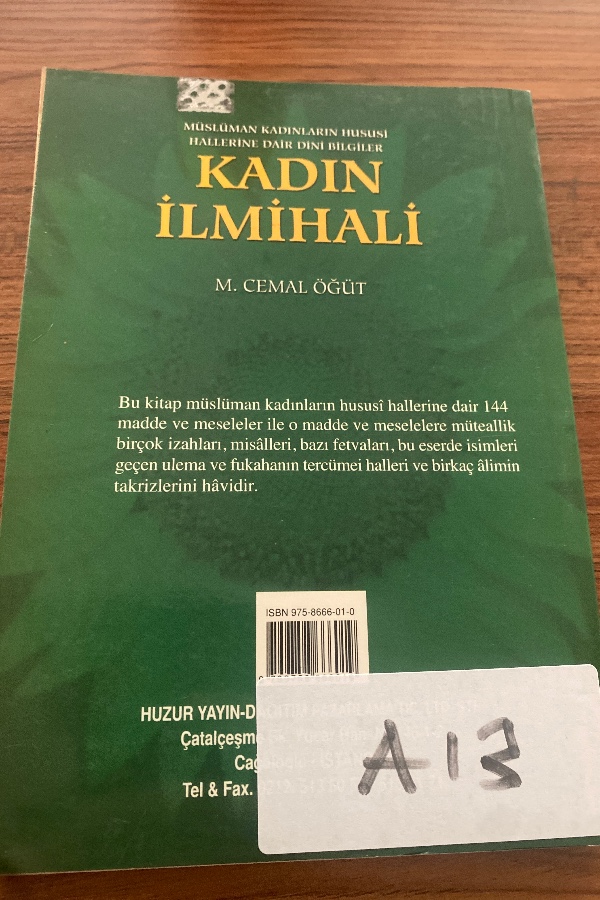 MÜSLÜMAN KADINLARIN HUSUSİ
HALLERİNE DAİR DİNİ BİLGİLER
KADIN
İLMİHALİ
M. CEMAL ÖĞÜT
Bu kitap müslüman kadınların hususî hallerine dair 144
madde ve meseleler ile o madde ve meselelere müteallik
birçok izahları, misâlleri, bazı fetvaları, bu eserde isimleri
geçen ulema ve fukahanın tercümei halleri ve birkaç âlimin
takrizlerini hâvidir.
ISBN 975-8666-01-0
HUZUR YAYIN-DAĞITIM PAZARLAMA
Çatalçeşme
Tel & Fax.
A13